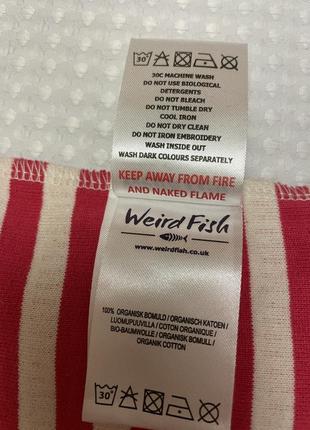 30°
30C MACHINE WASH
DO NOT USE BIOLOGICAL
DETERGENTS
DO NOT BLEACH
DO NOT TUMBLE DRY
COOL IRON
DO NOT DRY CLEAN
DO NOT IRON EMBROIDERY
WASH INSIDE OUT
WASH DARK COLOURS SEPARATELY
KEEP AWAY FROM FIRE
AND NAKED FLAME
Weird Fish
www.weirdfish.co.uk
100% ORGANISK BOMULD / ORGANISCH KATOEN /
LUOMUPUUVILLA / COTON ORGANIQUE /
BIO-BAUMWOLLE / ORGANISK BOMULL /
ORGANIK COTTON
30°